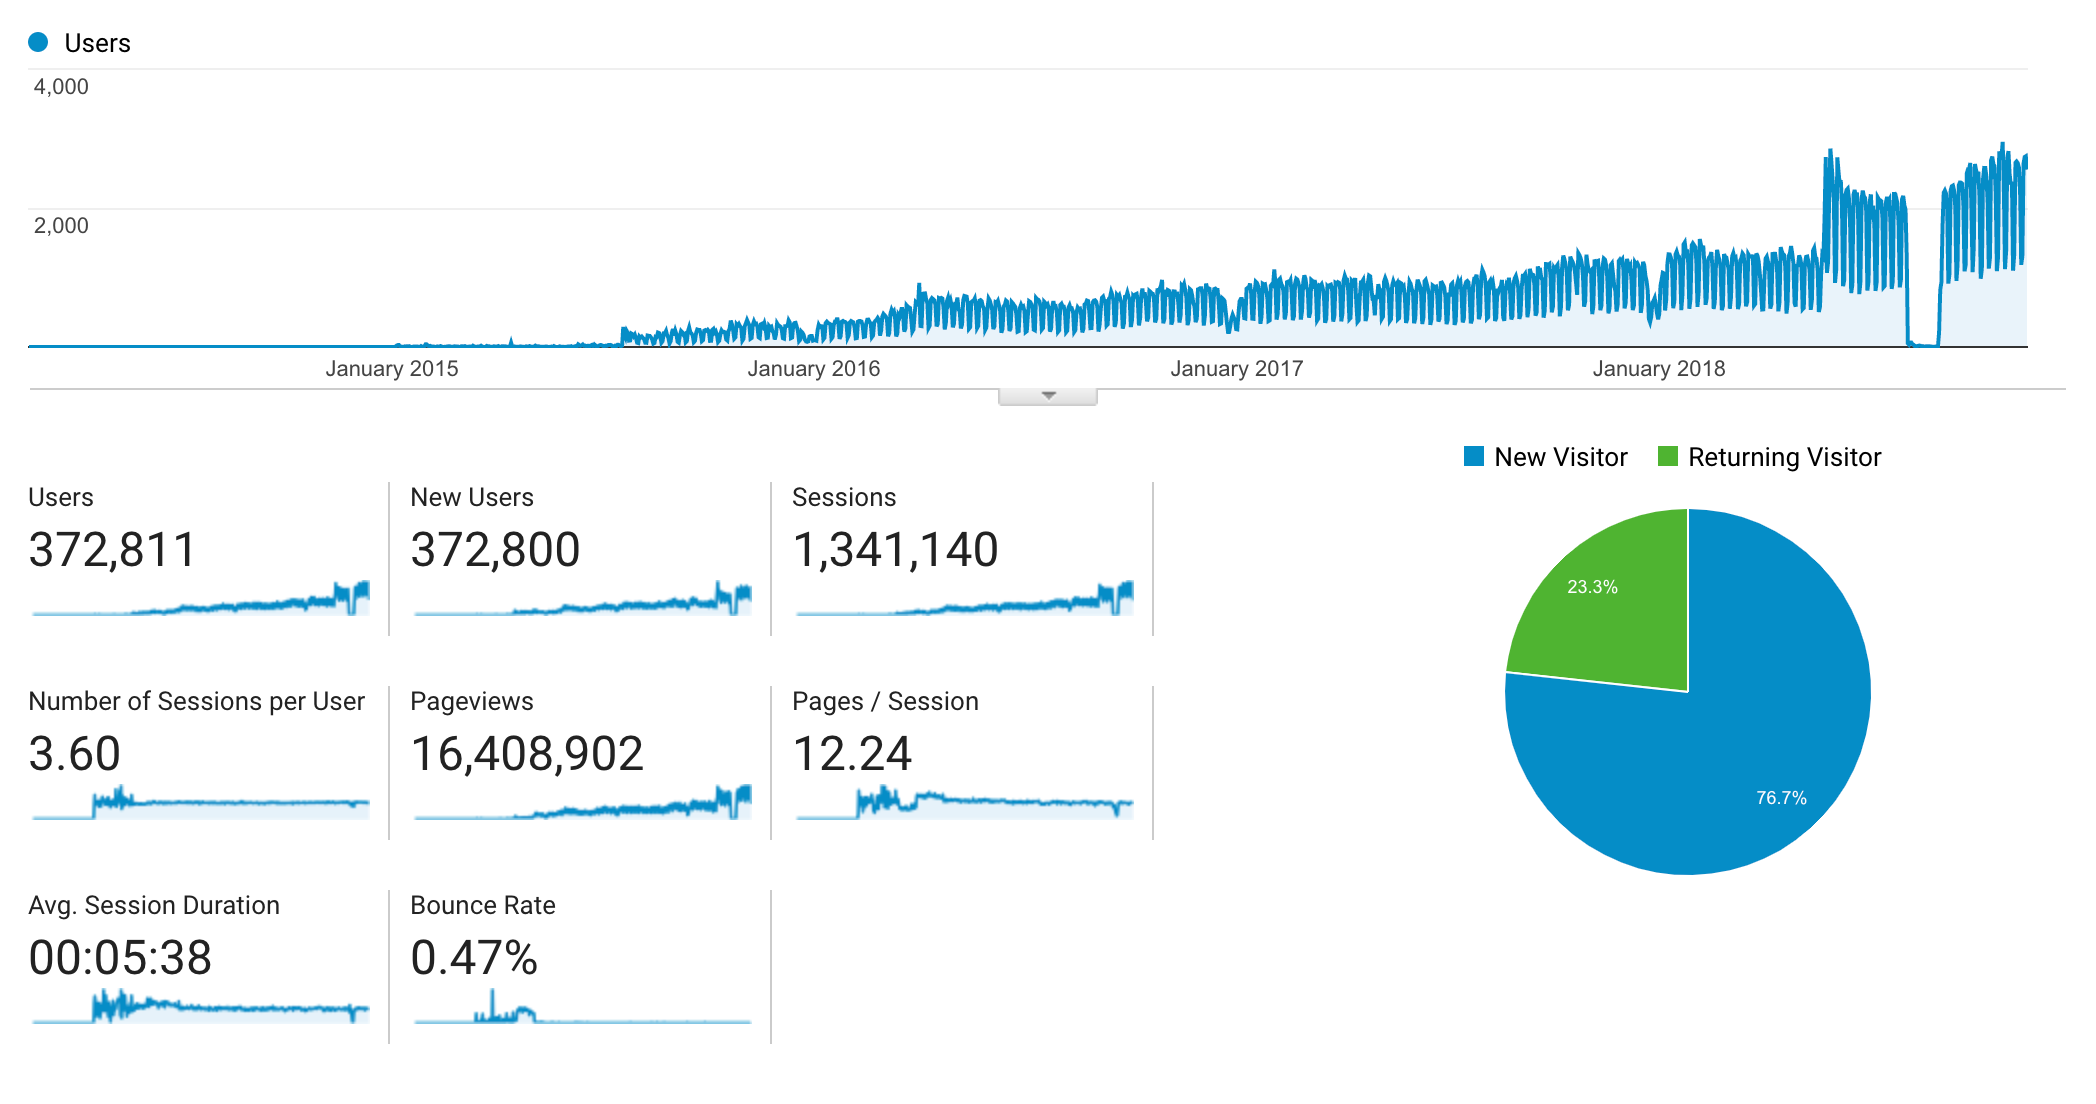 Users
4,000
2,000
January 2015 January 2016 January 2017 January 2018
New Visitor Returning Visitor
Users New Users Sessions
372,811 372,800 1,341,140
23.3%
Number of Sessions per User Pageviews Pages / Session
3.60 16,408,902 12.24
76.7%
Avg. Session Duration Bounce Rate
00:05:38 0.47%